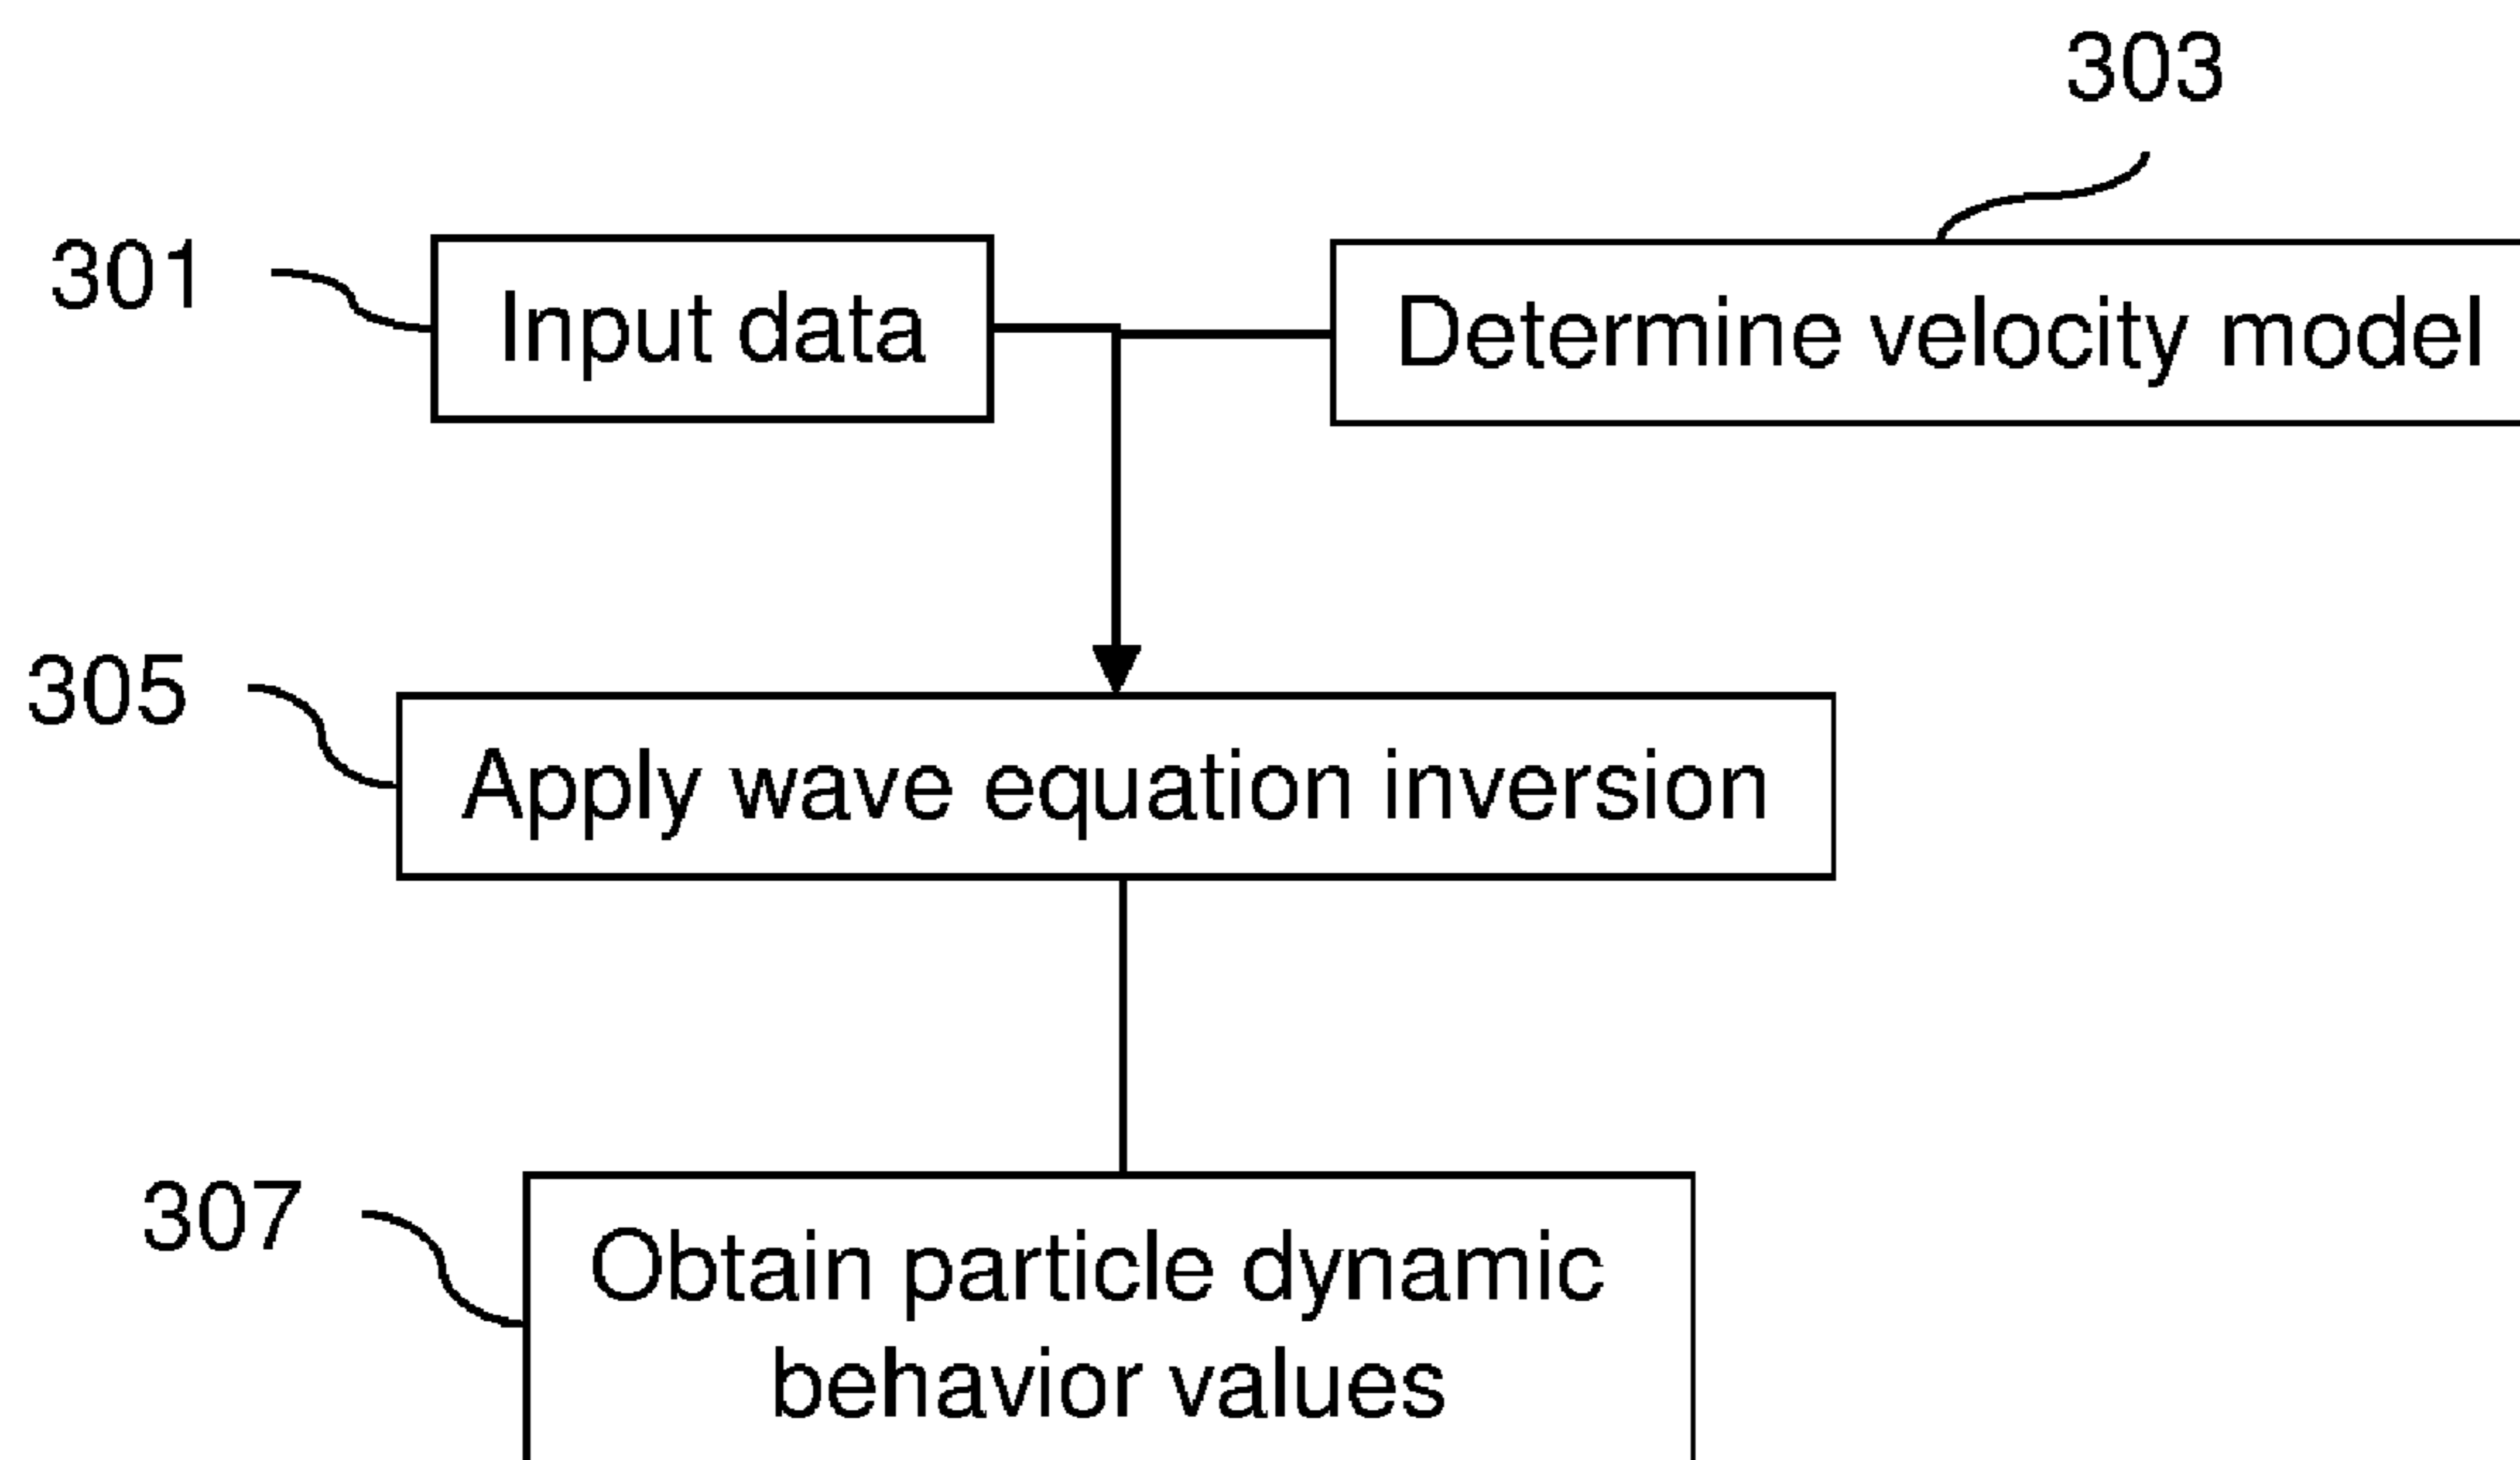 303
301
Input data
Determine velocity model
305
Apply wave equation inversion
307
Obtain particle dynamic
behavior values